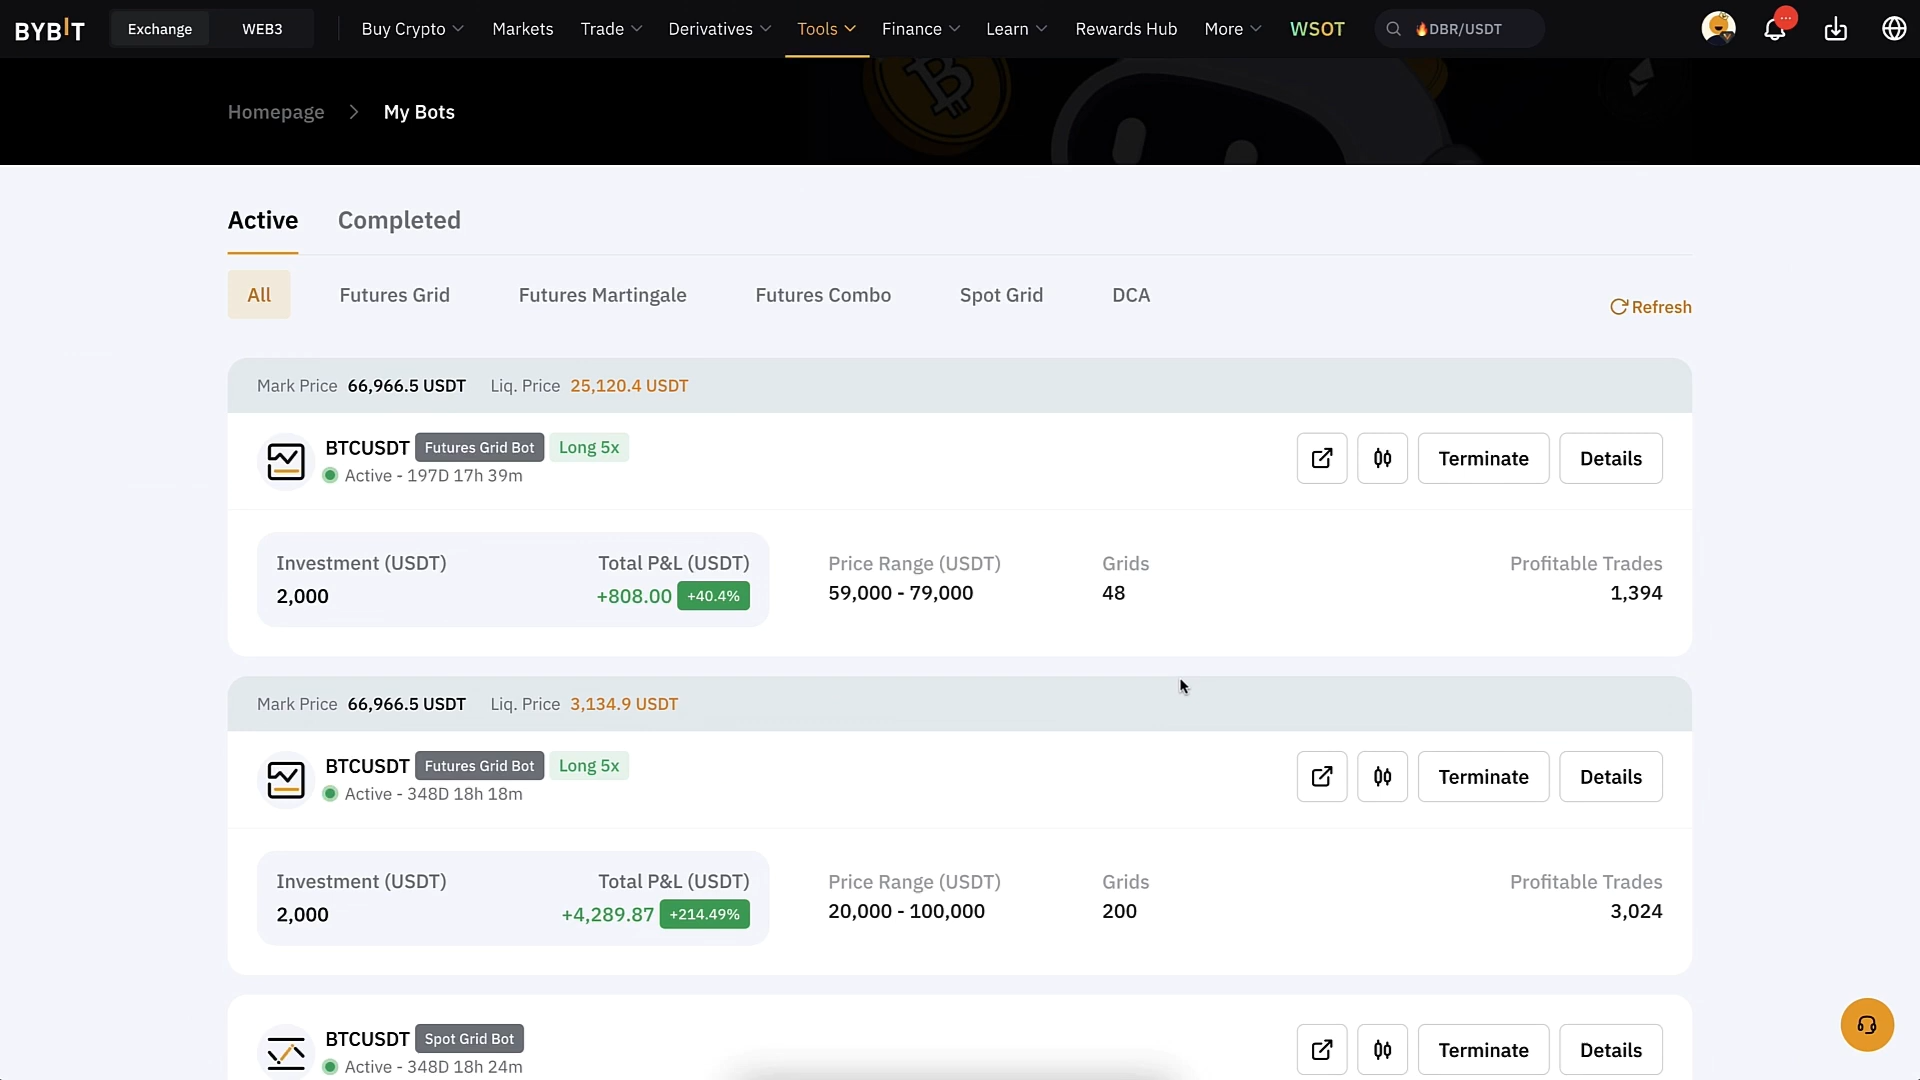 BYBIT Exchange WEB3 Buy Crypto Markets Trade Derivatives Tools Finance Learn Rewards Hub More WSOT 🔥DBR/USDT
Homepage > My Bots
Active Completed
All Futures Grid Futures Martingale Futures Combo Spot Grid DCA
Refresh
Mark Price 66,966.5 USDT Liq. Price 25,120.4 USDT
BTCUSDT Futures Grid Bot Long 5x
Active - 197D 17h 39m
Terminate Details
Investment (USDT) Total P&L (USDT) Price Range (USDT) Grids Profitable Trades
2,000 +808.00 +40.4% 59,000 - 79,000 48 1,394
Mark Price 66,966.5 USDT Liq. Price 3,134.9 USDT
BTCUSDT Futures Grid Bot Long 5x
Active - 348D 18h 18m
Terminate Details
Investment (USDT) Total P&L (USDT) Price Range (USDT) Grids Profitable Trades
2,000 +4,289.87 +214.49% 20,000 - 100,000 200 3,024
BTCUSDT Spot Grid Bot
Active - 348D 18h 24m
Terminate Details